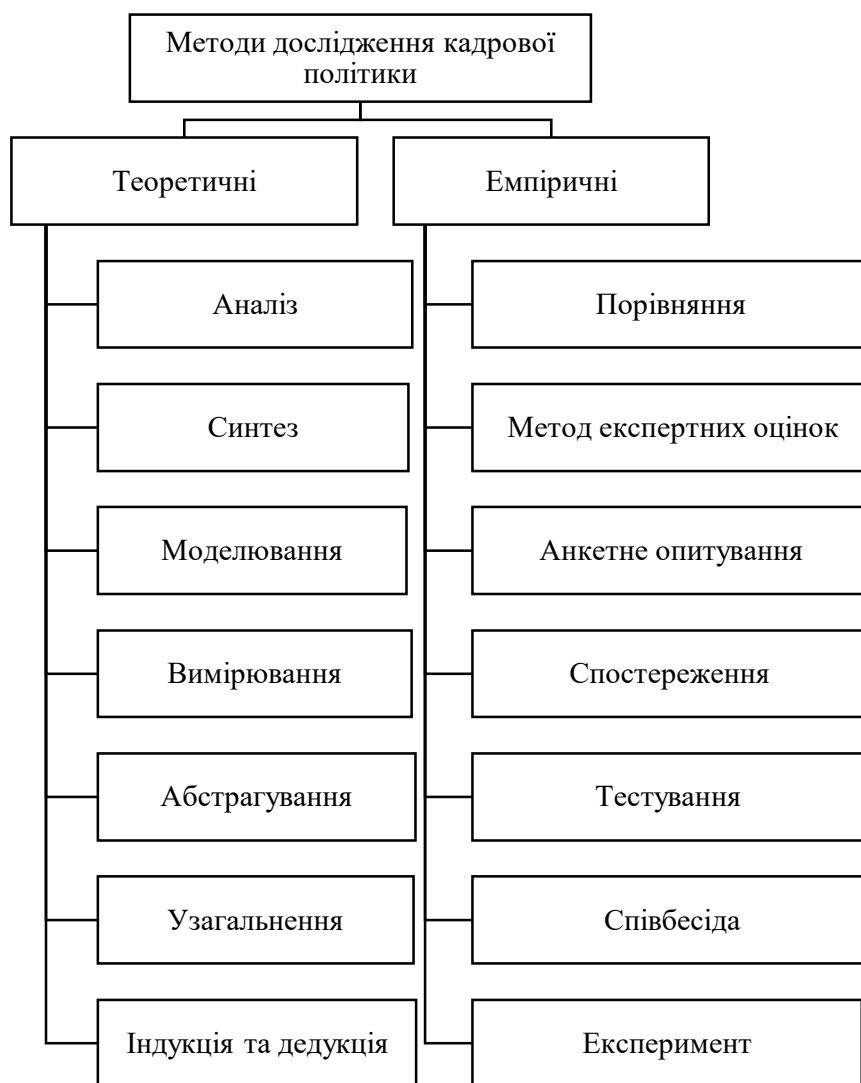 Методи дослідження кадрової
політики
Теоретичні
Емпіричні
Аналіз
Порівняння
Синтез
Метод експертних оцінок
Моделювання
Анкетне опитування
Вимірювання
Спостереження
Абстрагування
Тестування
Узагальнення
Співбесіда
Індукція та дедукція
Експеримент